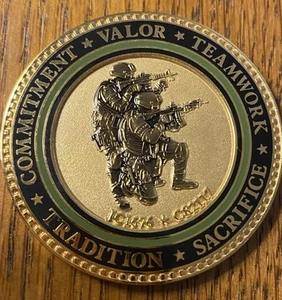 COMMITMENT ★ VALOR ★ TEAMWORK
TRADITION ★ SACRIFICE